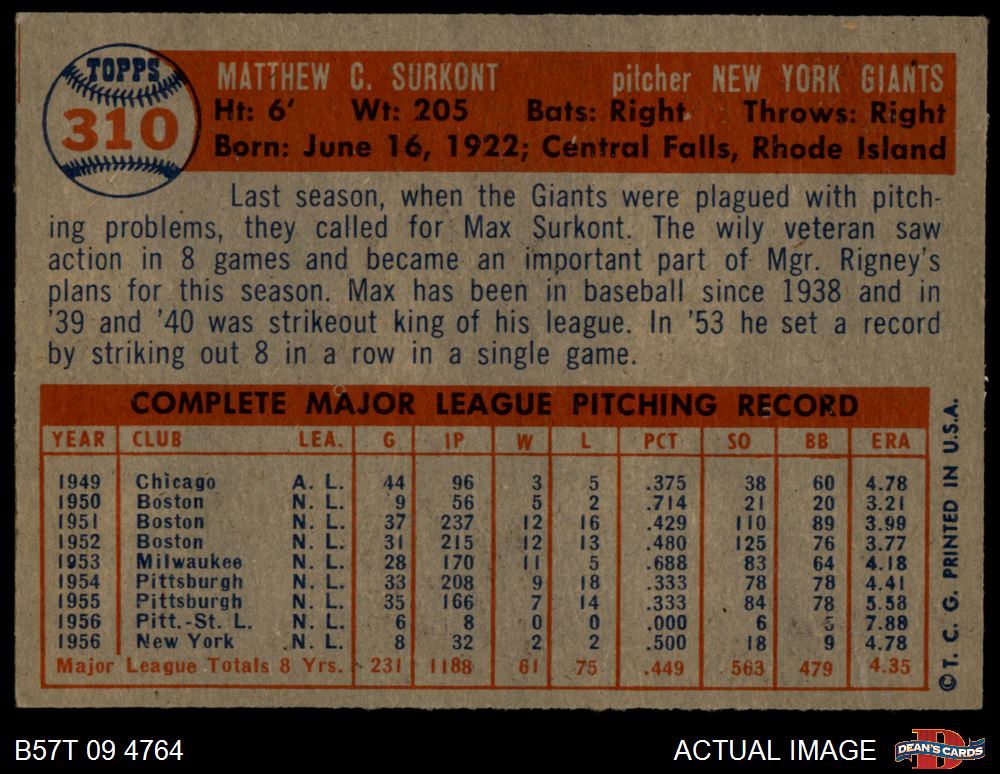 TOPPS
310
MATTHEW C. SURKONT pitcher NEW YORK GIANTS
Ht: 6' Wt: 205 Bats: Right Throws: Right
Born: June 16, 1922; Central Falls, Rhode Island
Last season, when the Giants were plagued with pitch-
ing problems, they called for Max Surkont. The wily veteran saw
action in 8 games and became an important part of Mgr. Rigney's
plans for this season. Max has been in baseball since 1938 and in
'39 and '40 was strikeout king of his league. In '53 he set a record
by striking out 8 in a row in a single game.
COMPLETE MAJOR LEAGUE PITCHING RECORD
YEAR CLUB LEA. G IP W L PCT SO BB ERA
1949 Chicago A. L. 44 96 3 5 .375 38 60 4.78
1950 Boston N. L. 9 56 5 2 .714 21 20 3.21
1951 Boston N. L. 37 237 12 16 .429 110 89 3.99
1952 Boston N. L. 31 215 12 13 .480 125 76 3.77
1953 Milwaukee N. L. 28 170 11 5 .688 83 64 4.18
1954 Pittsburgh N. L. 33 208 9 18 .333 78 78 4.41
1955 Pittsburgh N. L. 35 166 7 14 .333 84 78 5.58
1956 Pitt.-St. L. N. L. 6 8 0 0 .000 6 5 7.88
1956 New York N. L. 8 32 2 2 .500 18 9 4.78
Major League Totals 8 Yrs. 231 1188 61 75 .449 563 479 4.35
©T. C. G. PRINTED IN U.S.A.
B57T 09 4764 ACTUAL IMAGE DEAN'S CARDS